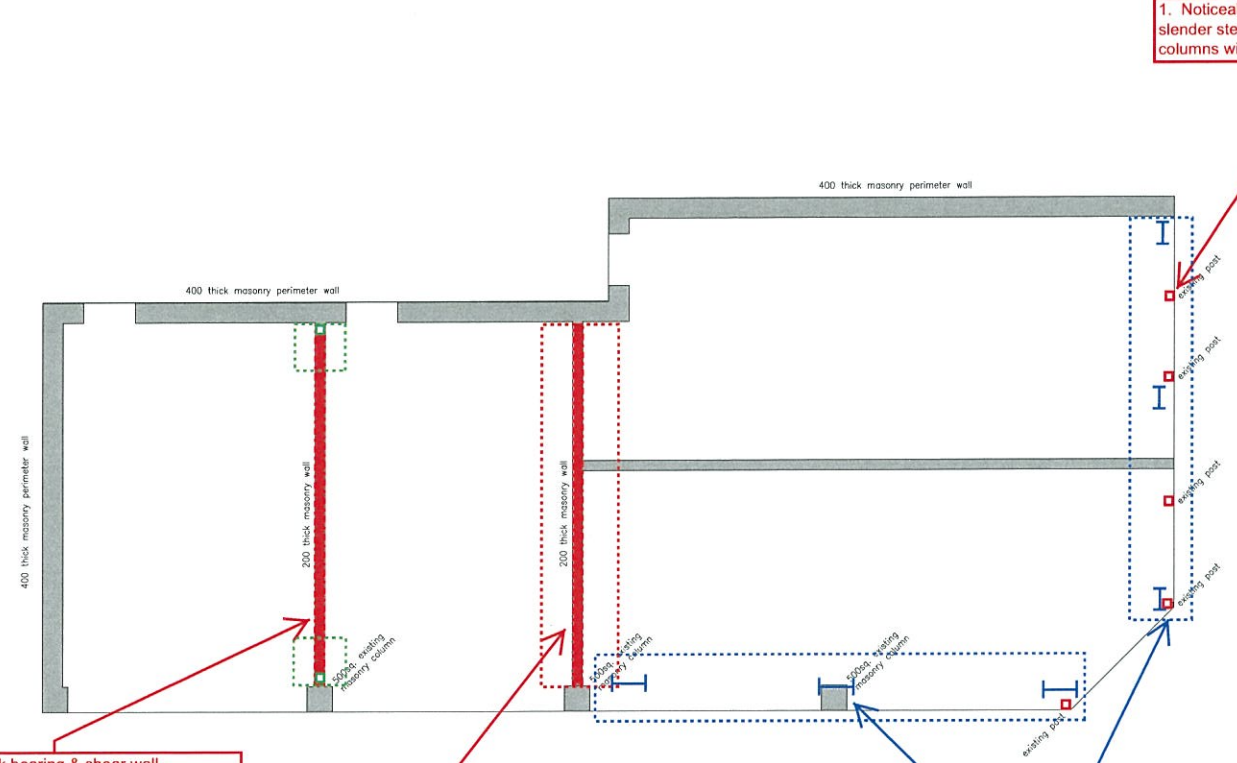 1. Noticea
slender ste
columns wi
400 thick masonry perimeter wall
400 thick masonry perimeter wall
existing post
existing post
400 thick masonry perimeter wall
200 thick masonry wall
200 thick masonry wall
existing post
existing post
500sq. existing
masonry column
500sq. existing
masonry column
500sq. existing
masonry column
existing post
bearing & shear wall